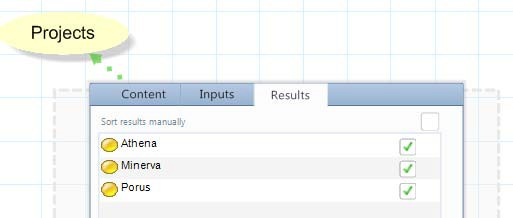 Projects
Content Inputs Results
Sort results manually
Athena
Minerva
Porus